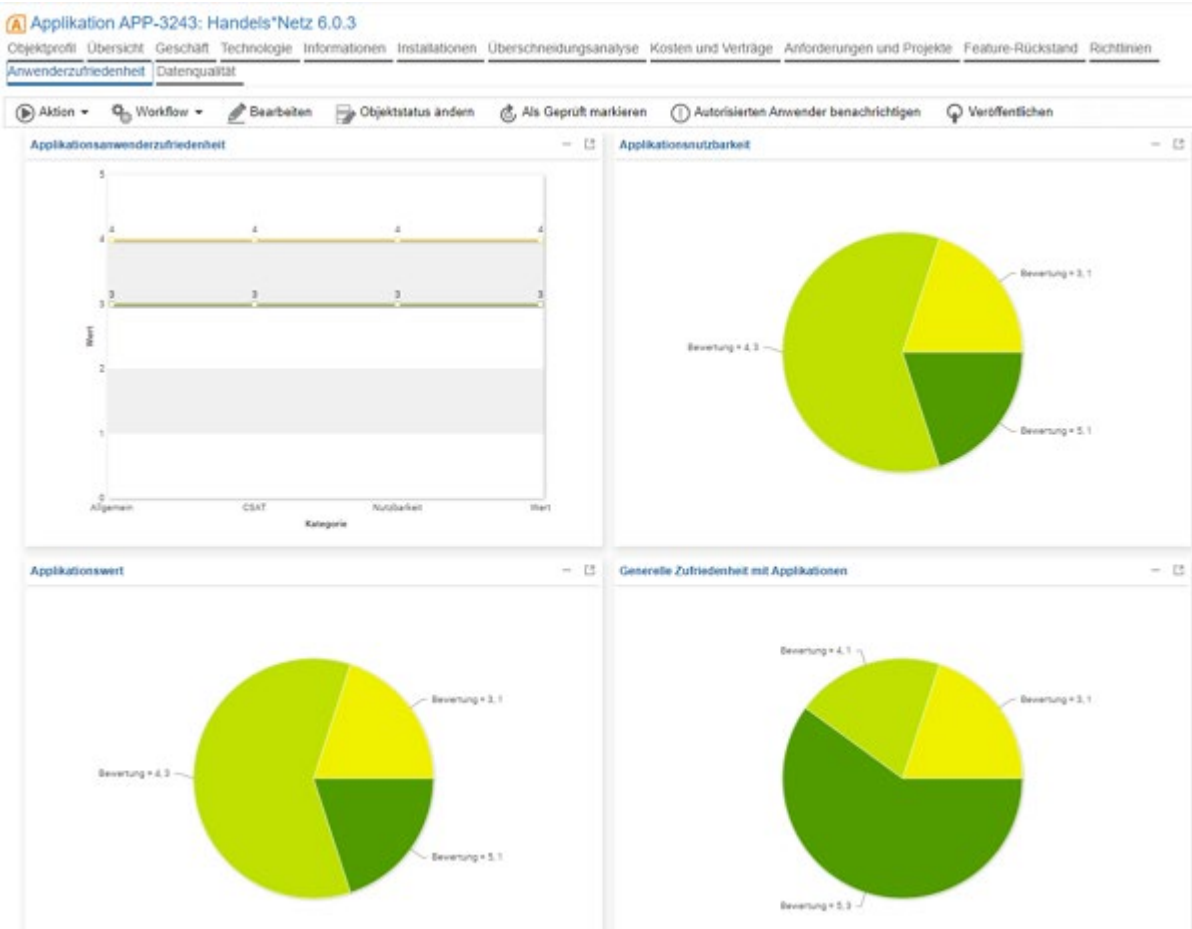 Applikation APP-3243: Handels*Netz 6.0.3
Objektprofil Übersicht Geschäft Technologie Informationen Installationen Überschneidungsanalyse Kosten und Verträge Anforderungen und Projekte Feature-Rückstand Richtlinien
Anwenderzufriedenheit Datenqualität
Aktion Workflow Bearbeiten Objektstatus ändern Als Geprüft markieren Autorisierten Anwender benachrichtigen Veröffentlichen
Applikationsanwenderzufriedenheit
5
4 4 4 4 4
3 3 3 3 3
2
1
0
Wert
Allgemein CSAT Nutzbarkeit Wert
Kategorie
Applikationsnutzbarkeit
Bewertung = 3, 1
Bewertung = 4, 3
Bewertung = 5, 1
Applikationswert
Bewertung = 3, 1
Bewertung = 4, 3
Bewertung = 5, 1
Generelle Zufriedenheit mit Applikationen
Bewertung = 4, 1
Bewertung = 3, 1
Bewertung = 5, 3